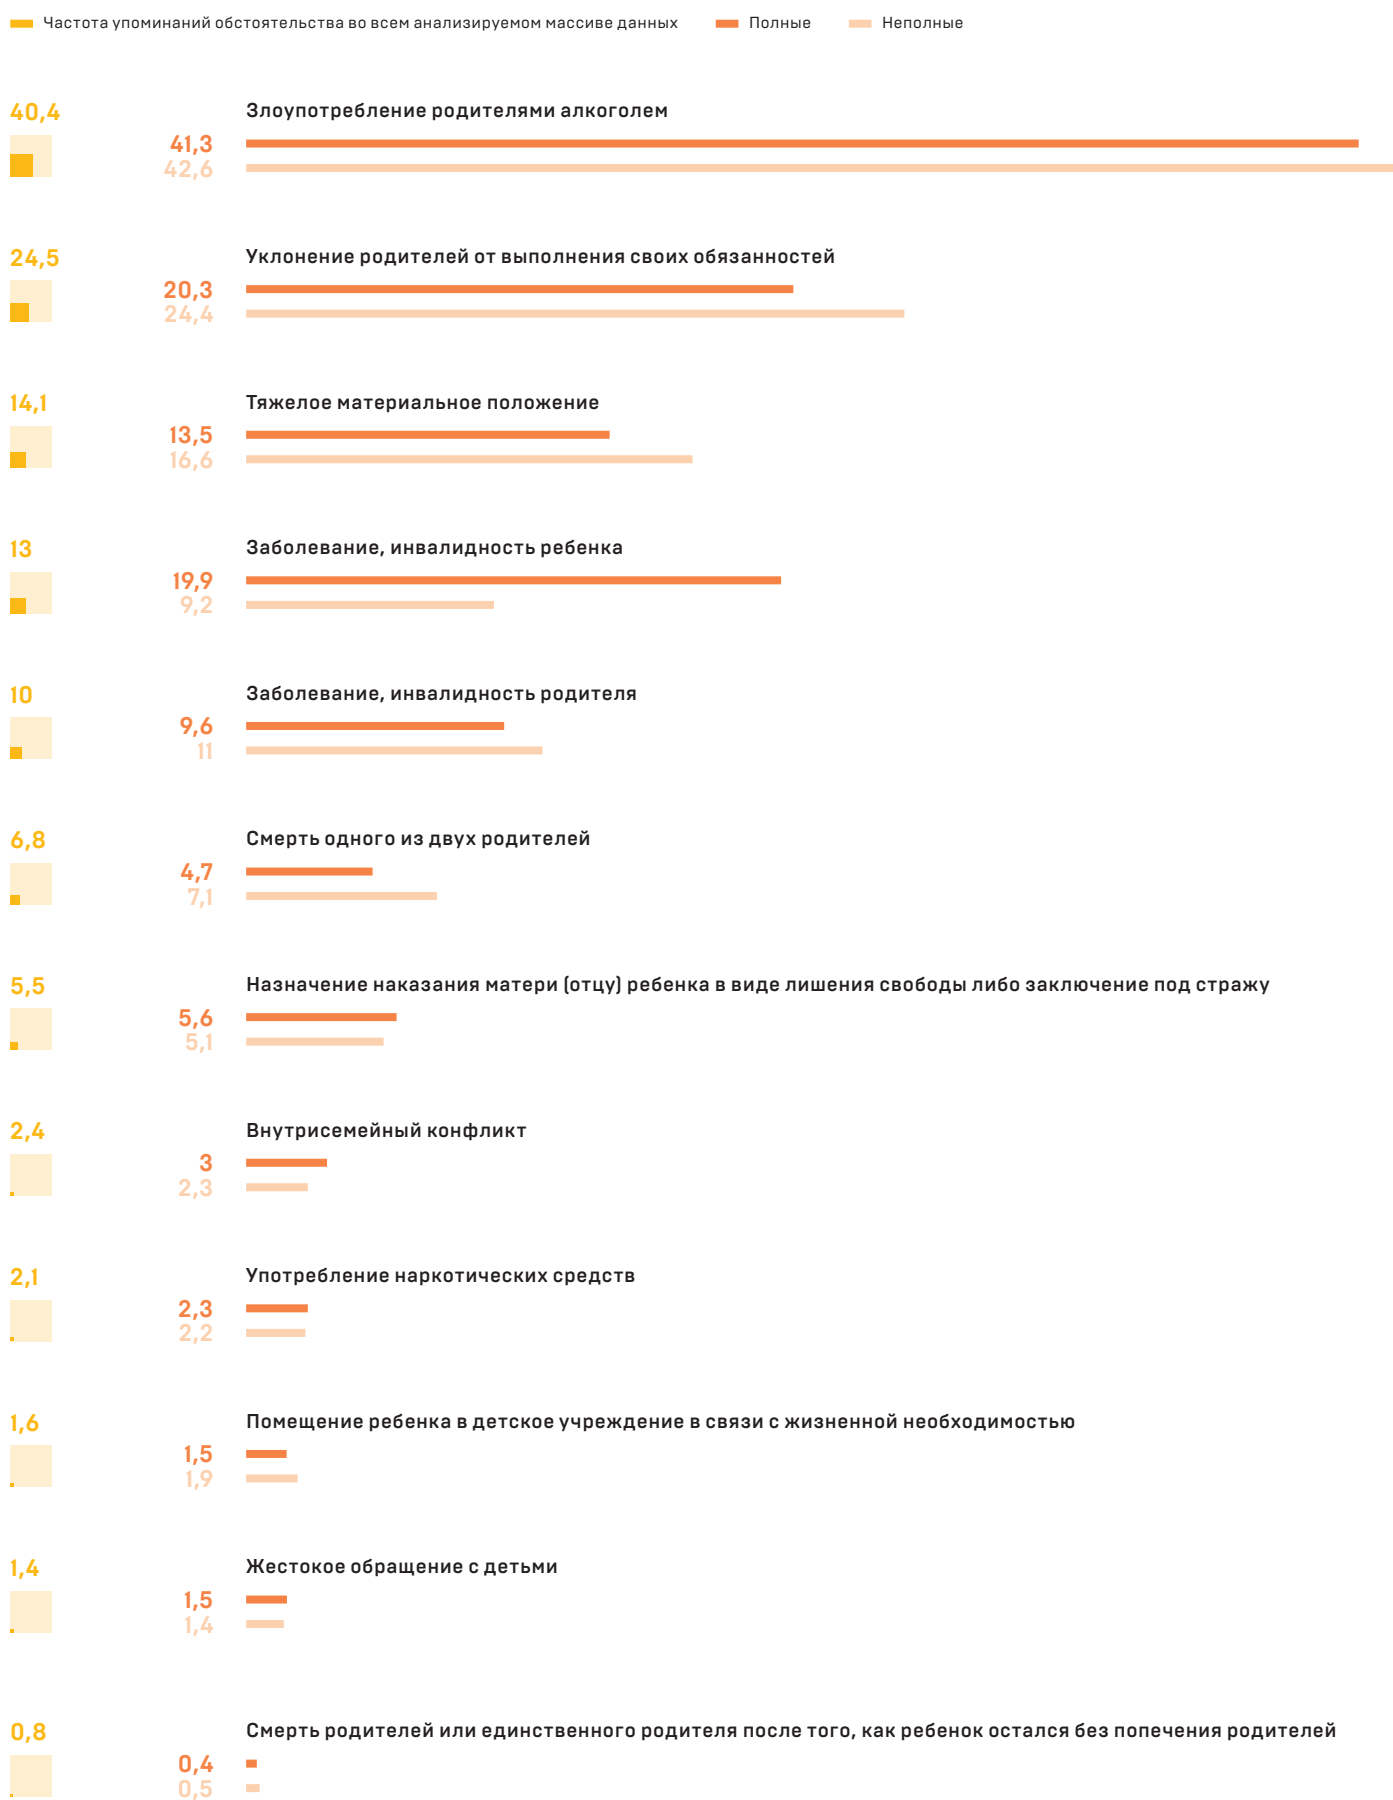 Частота упоминаний обстоятельства во всем анализируемом массиве данных Полные Неполные
40,4 Злоупотребление родителями алкоголем
41,3
42,6
24,5 Уклонение родителей от выполнения своих обязанностей
20,3
24,4
14,1 Тяжелое материальное положение
13,5
16,6
13 Заболевание, инвалидность ребенка
19,9
9,2
10 Заболевание, инвалидность родителя
9,6
11
6,8 Смерть одного из двух родителей
4,7
7,1
5,5 Назначение наказания матери (отцу) ребенка в виде лишения свободы либо заключение под стражу
5,6
5,1
2,4 Внутрисемейный конфликт
3
2,3
2,1 Употребление наркотических средств
2,3
2,2
1,6 Помещение ребенка в детское учреждение в связи с жизненной необходимостью
1,5
1,9
1,4 Жестокое обращение с детьми
1,5
1,4
0,8 Смерть родителей или единственного родителя после того, как ребенок остался без попечения родителей
0,4
0,5